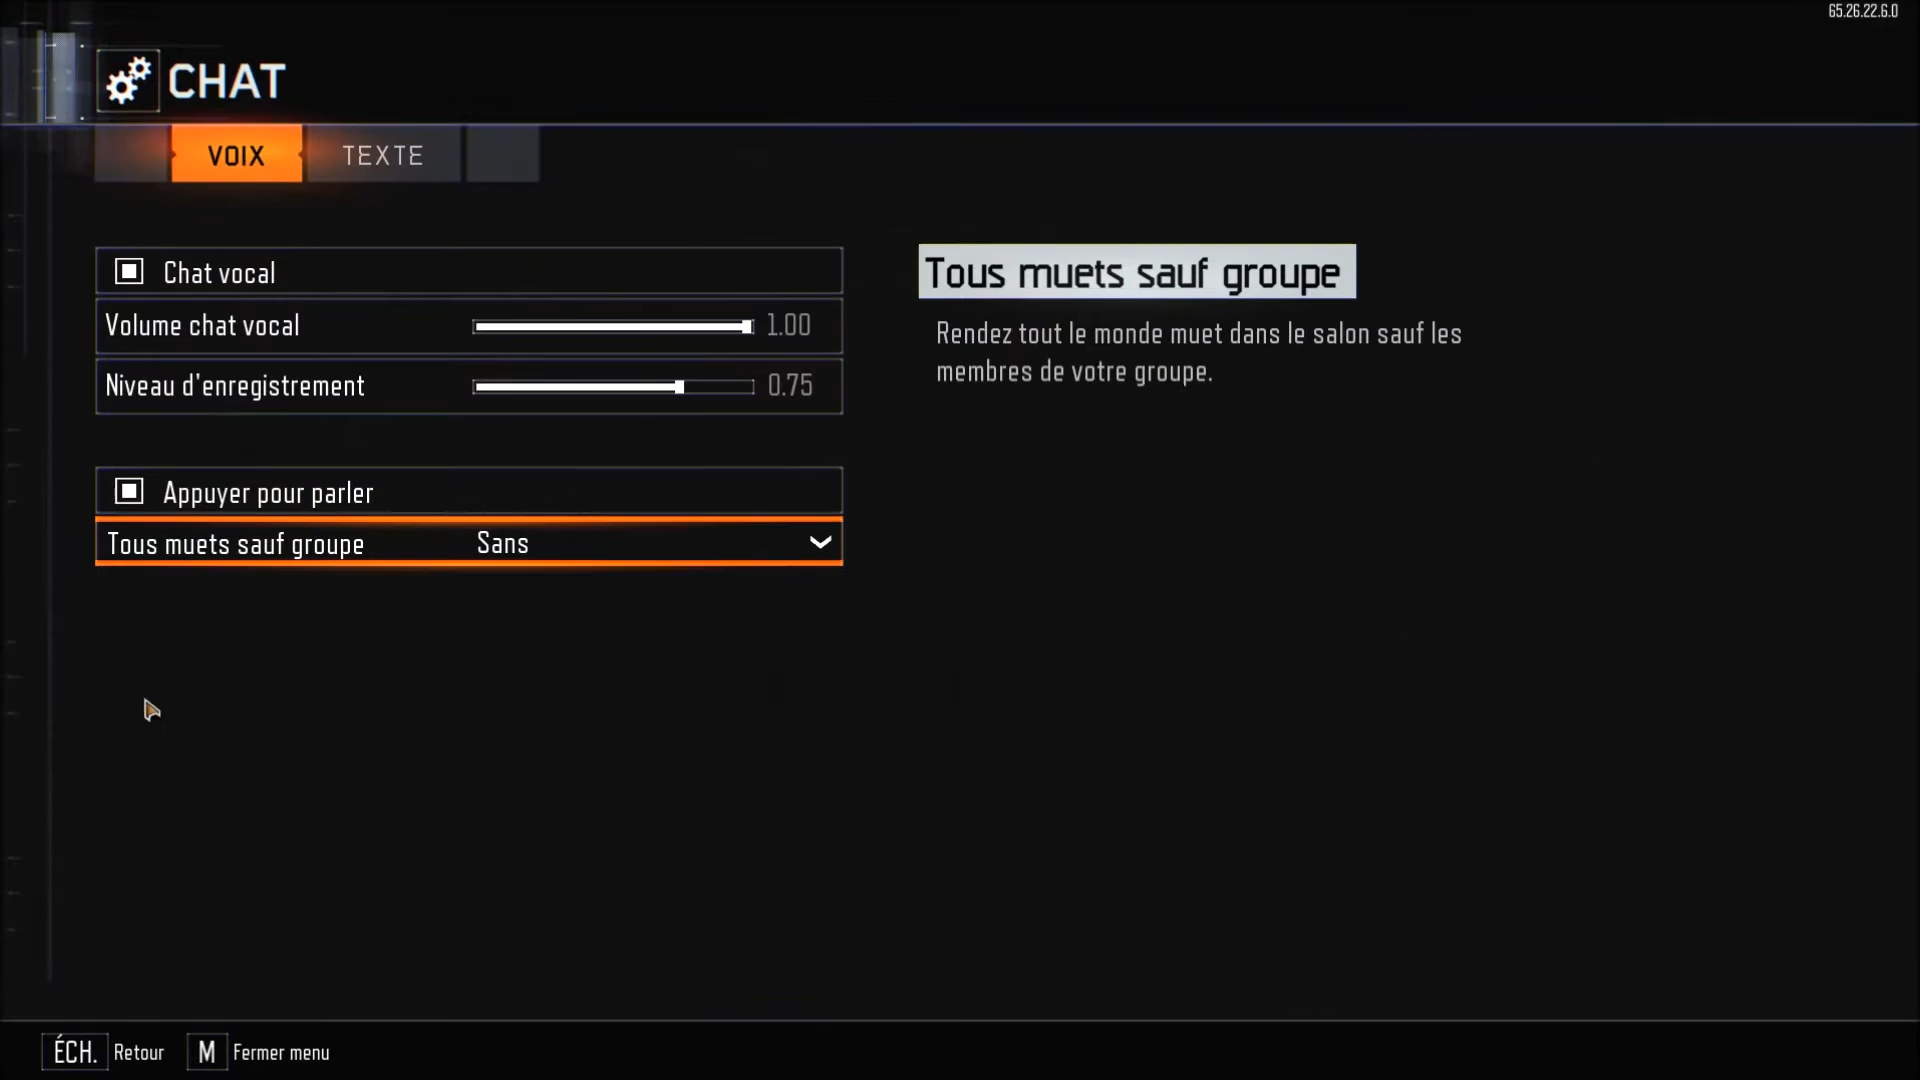 65.26.22.6.0
CHAT
VOIX
TEXTE
Chat vocal
Volume chat vocal 1.00
Niveau d'enregistrement 0.75
Appuyer pour parler
Tous muets sauf groupe Sans
Tous muets sauf groupe
Rendez tout le monde muet dans le salon sauf les
membres de votre groupe.
ÉCH. Retour M Fermer menu